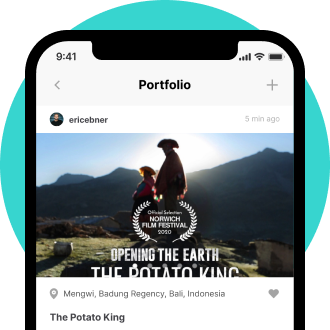 9:41
Portfolio
ericebner
5 min ago
Official Selection
NORWICH
FILM FESTIVAL
2020
OPENING THE EARTH
THE POTATO KING
Mengwi, Badung Regency, Bali, Indonesia
The Potato King